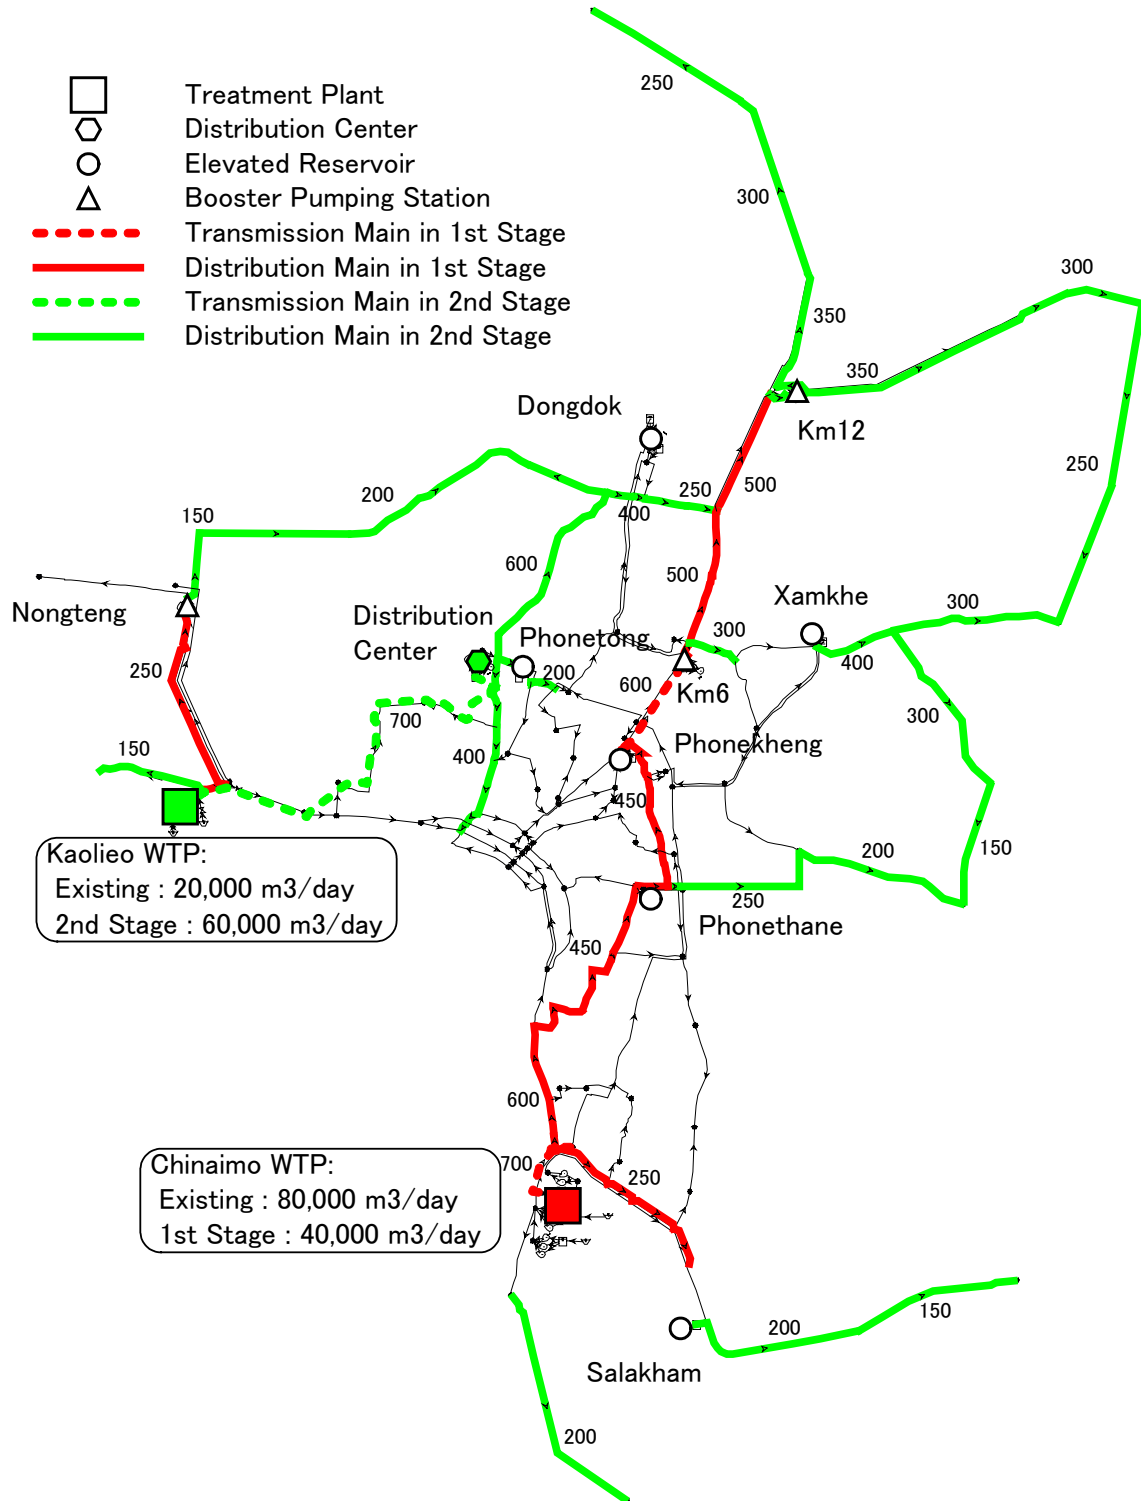 250
Treatment Plant
Distribution Center
Elevated Reservoir
Booster Pumping Station
Transmission Main in 1st Stage
Distribution Main in 1st Stage
Transmission Main in 2nd Stage
Distribution Main in 2nd Stage
300
300
350
350
Dongdok
Km12
250
200
250
500
150
400
600
500
Nongteng
Distribution
Center
Xamkhe
300
Phonetong
300
400
250
200
600
Km6
700
300
Phonekheng
150
400
450
Kaolieo WTP:
Existing : 20,000 m3/day
2nd Stage : 60,000 m3/day
200
150
250
Phonethane
450
600
Chinaimo WTP:
Existing : 80,000 m3/day
1st Stage : 40,000 m3/day
700
250
150
200
Salakham
200